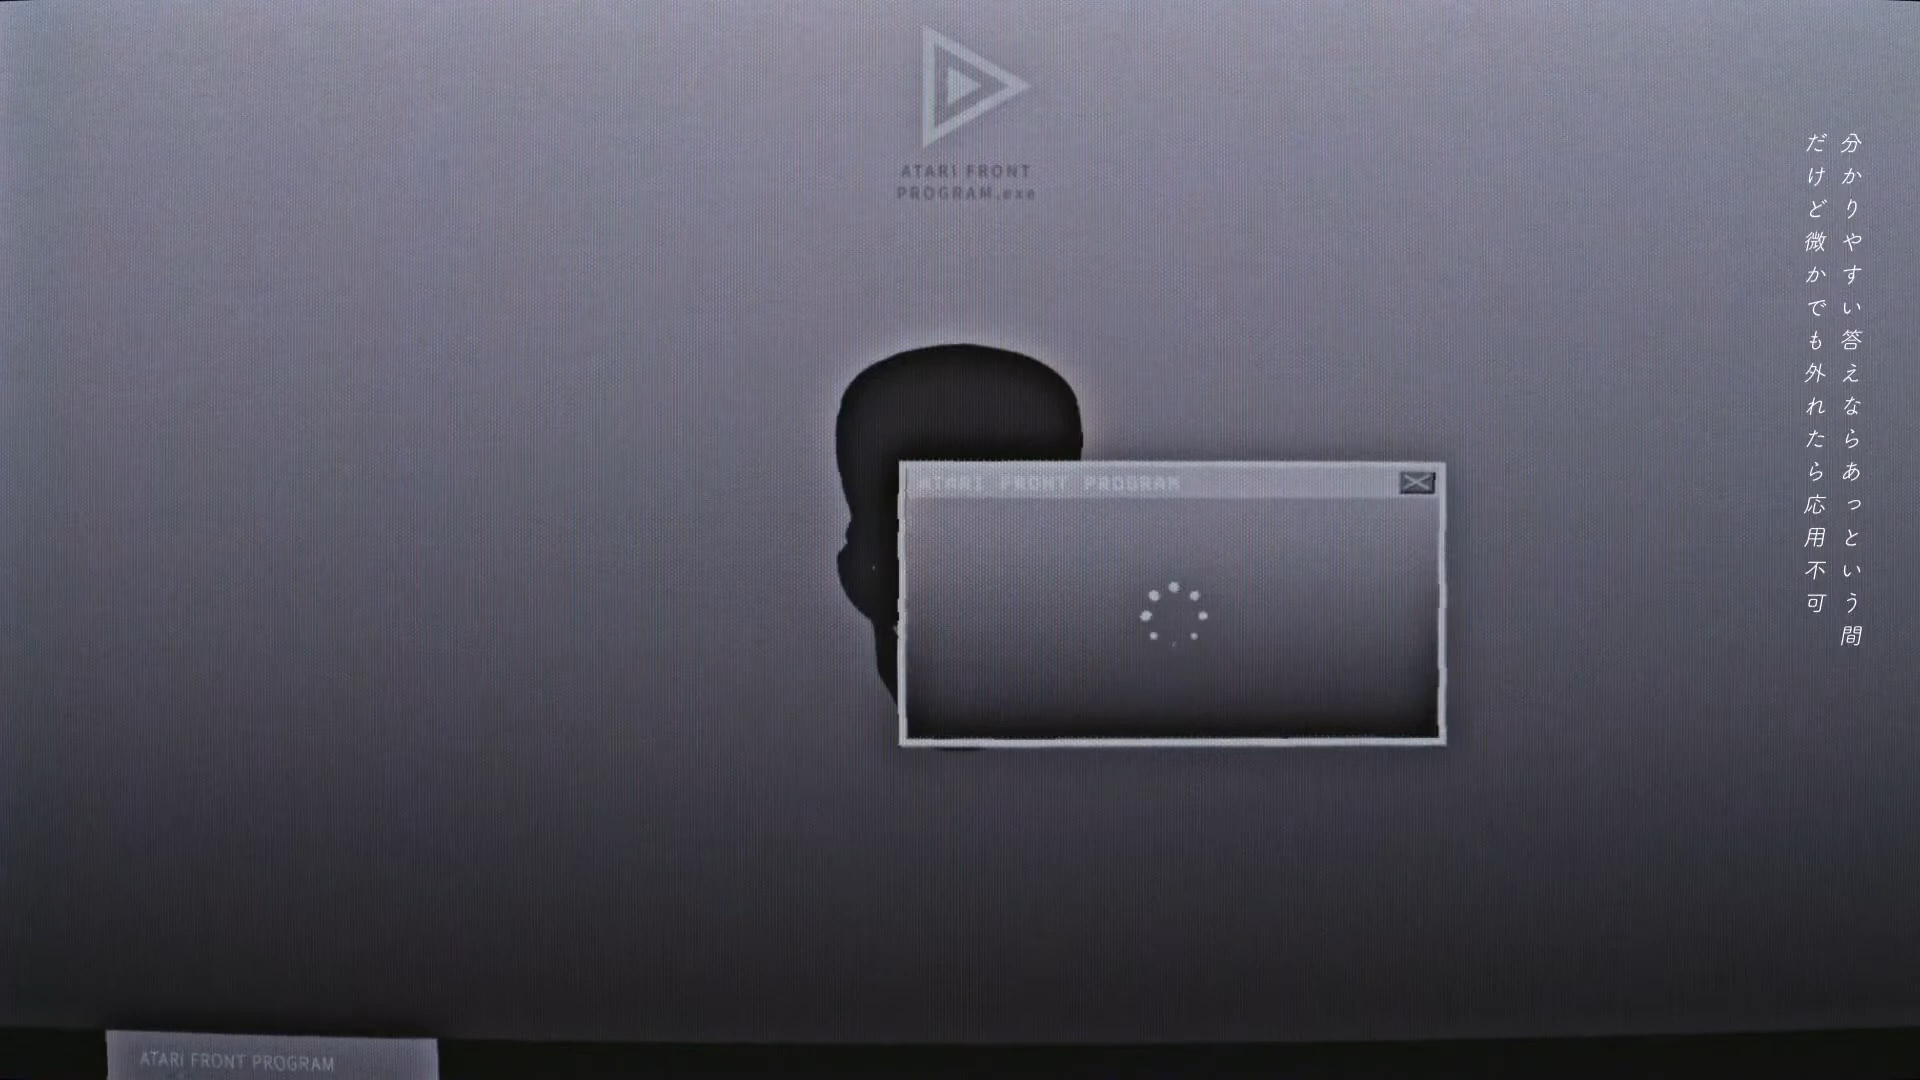 ATARI FRONT
PROGRAM.exe
分かりやすい答えならあっという間
だけど微かでも外れたら応用不可
ATARI FRONT PROGRAM
ATARI FRONT PROGRAM